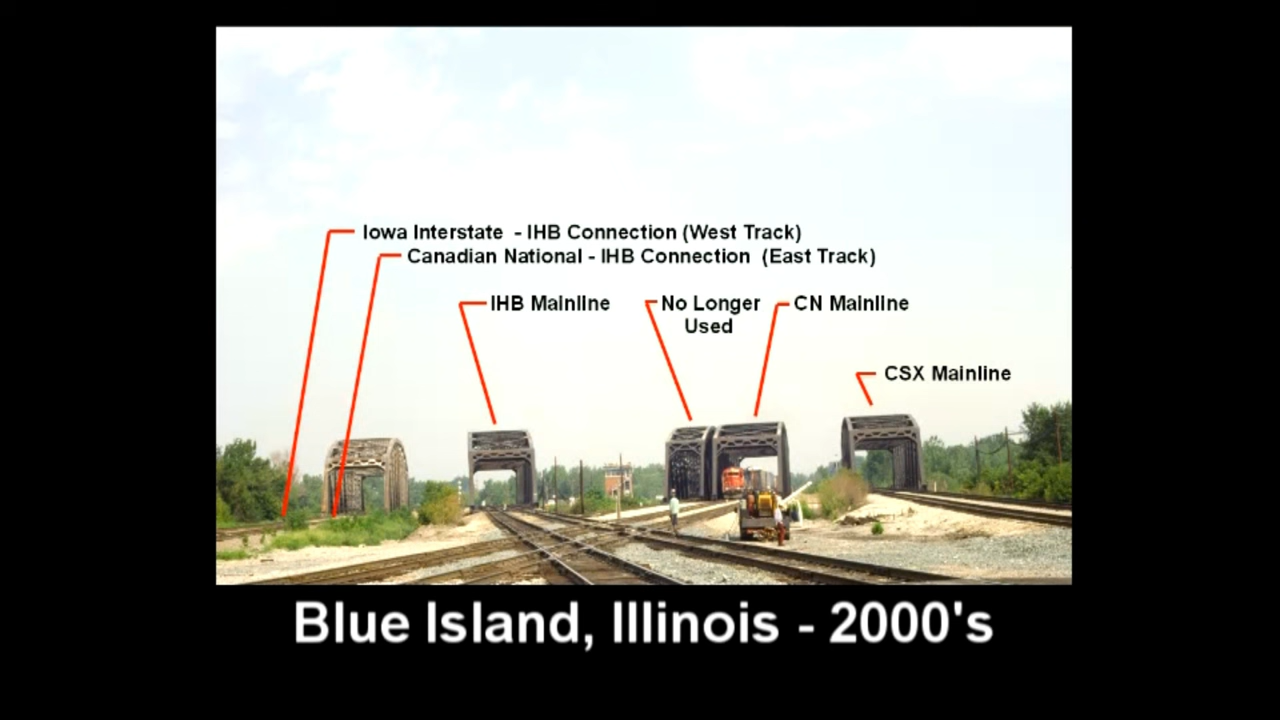 Iowa Interstate - IHB Connection (West Track)
Canadian National - IHB Connection (East Track)
IHB Mainline
No Longer
Used
CN Mainline
CSX Mainline
Blue Island, Illinois - 2000's